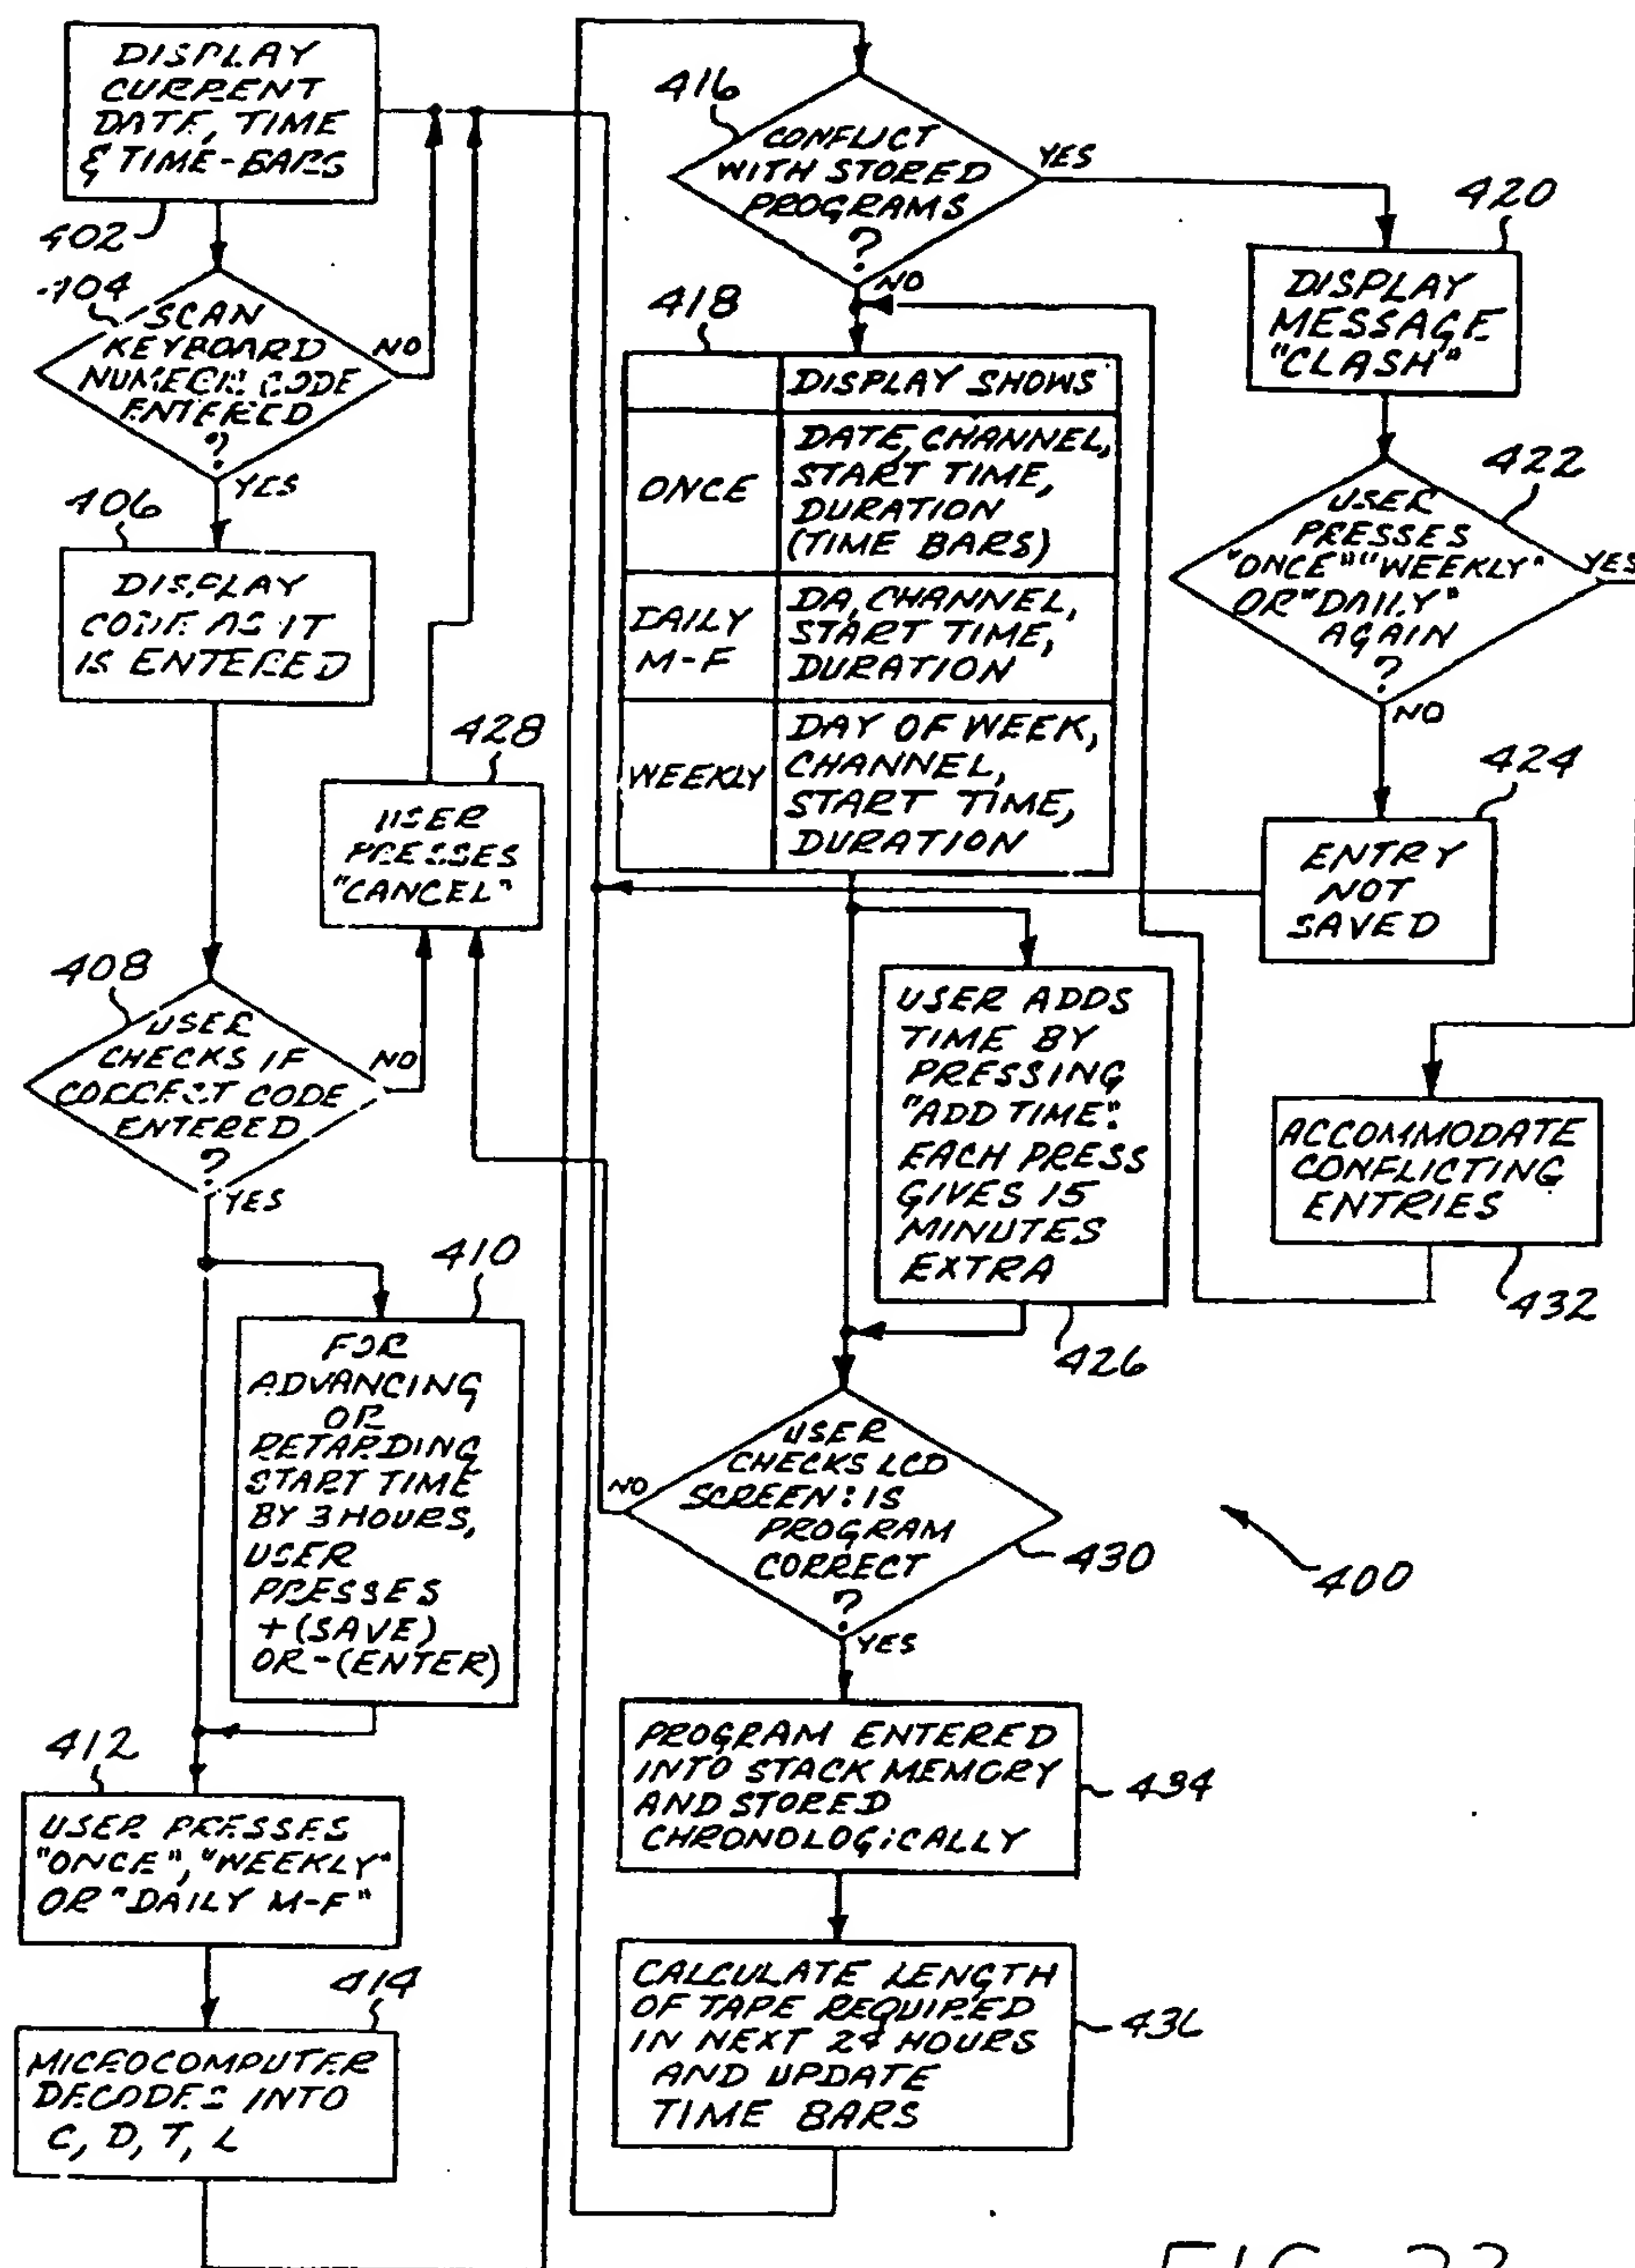 DISPLAY
CURRENT
DATE, TIME
& TIME-BARS
402
404
SCAN
KEYBOARD
NUMERIC CODE
ENTERED
?
NO
YES
406
DISPLAY
CODE AS IT
IS ENTERED
428
USER
PRESSES
"CANCEL"
408
USER
CHECKS IF
CORRECT CODE
ENTERED
?
NO
YES
410
FOR
ADVANCING
OR
RETARDING
START TIME
BY 3 HOURS,
USER
PRESSES
+(SAVE)
OR-(ENTER)
412
USER PRESSES
"ONCE", "WEEKLY"
OR "DAILY M-F"
414
MICROCOMPUTER
DECODES INTO
C, D, T, L
416
CONFLICT
WITH STORED
PROGRAMS
?
YES
NO
418
DISPLAY SHOWS
ONCE
DATE, CHANNEL,
START TIME,
DURATION
(TIME BARS)
DAILY
M-F
DA, CHANNEL,
START TIME,
DURATION
WEEKLY
DAY OF WEEK,
CHANNEL,
START TIME,
DURATION
USER ADDS
TIME BY
PRESSING
"ADD TIME":
EACH PRESS
GIVES 15
MINUTES
EXTRA
426
USER
CHECKS LCD
SCREEN: IS
PROGRAM
CORRECT
?
NO
YES
430
PROGRAM ENTERED
INTO STACK MEMORY
AND STORED
CHRONOLOGICALLY
434
CALCULATE LENGTH
OF TAPE REQUIRED
IN NEXT 24 HOURS
AND UPDATE
TIME BARS
436
420
DISPLAY
MESSAGE
"CLASH"
422
USER
PRESSES
"ONCE" "WEEKLY"
OR "DAILY"
AGAIN
?
YES
NO
424
ENTRY
NOT
SAVED
ACCOMMODATE
CONFLICTING
ENTRIES
432
400